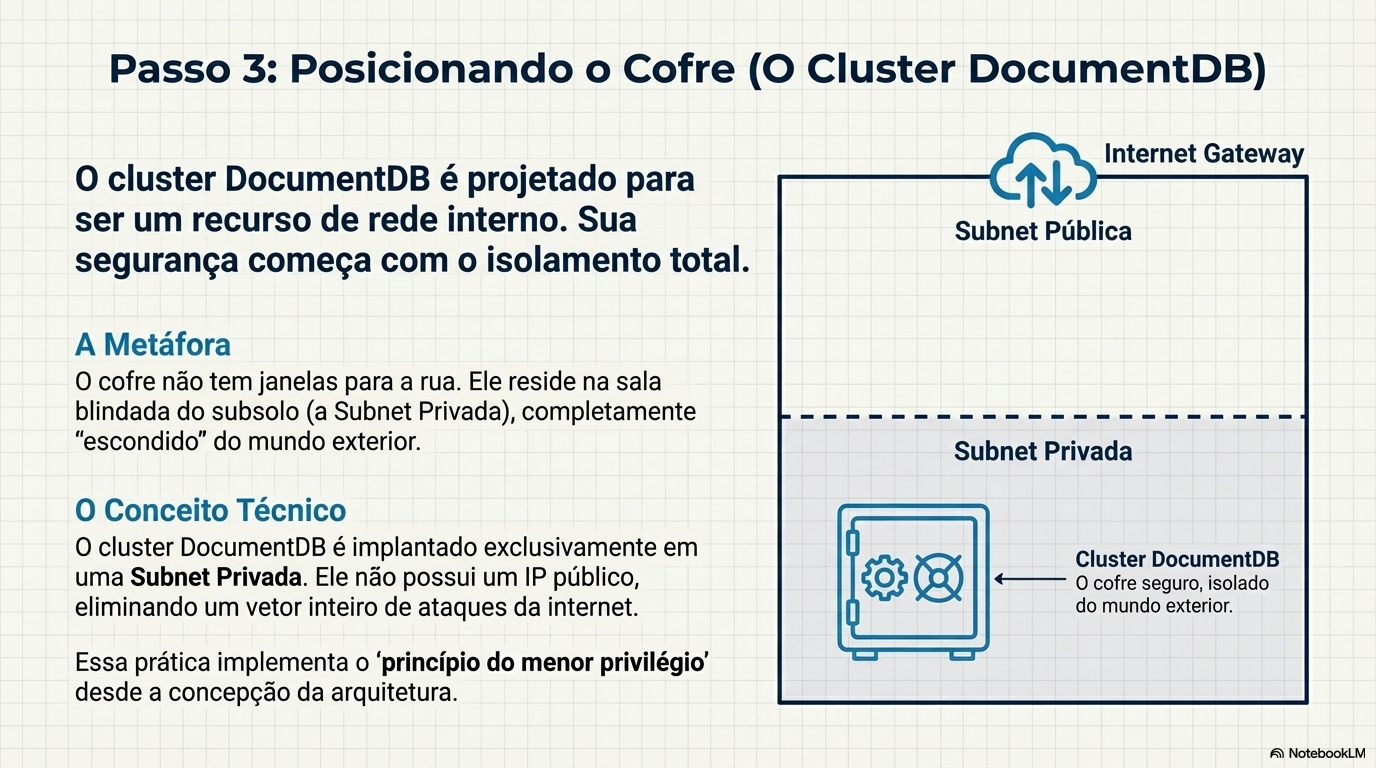 Passo 3: Posicionando o Cofre (O Cluster DocumentDB)
O cluster DocumentDB é projetado para
ser um recurso de rede interno. Sua
segurança começa com o isolamento total.
A Metáfora
O cofre não tem janelas para a rua. Ele reside na sala
blindada do subsolo (a Subnet Privada), completamente
“escondido” do mundo exterior.
O Conceito Técnico
O cluster DocumentDB é implantado exclusivamente em
uma Subnet Privada. Ele não possui um IP público,
eliminando um vetor inteiro de ataques da internet.
Essa prática implementa o ‘princípio do menor privilégio’
desde a concepção da arquitetura.
Internet Gateway
Subnet Pública
Subnet Privada
Cluster DocumentDB
O cofre seguro, isolado
do mundo exterior.
NotebookLM